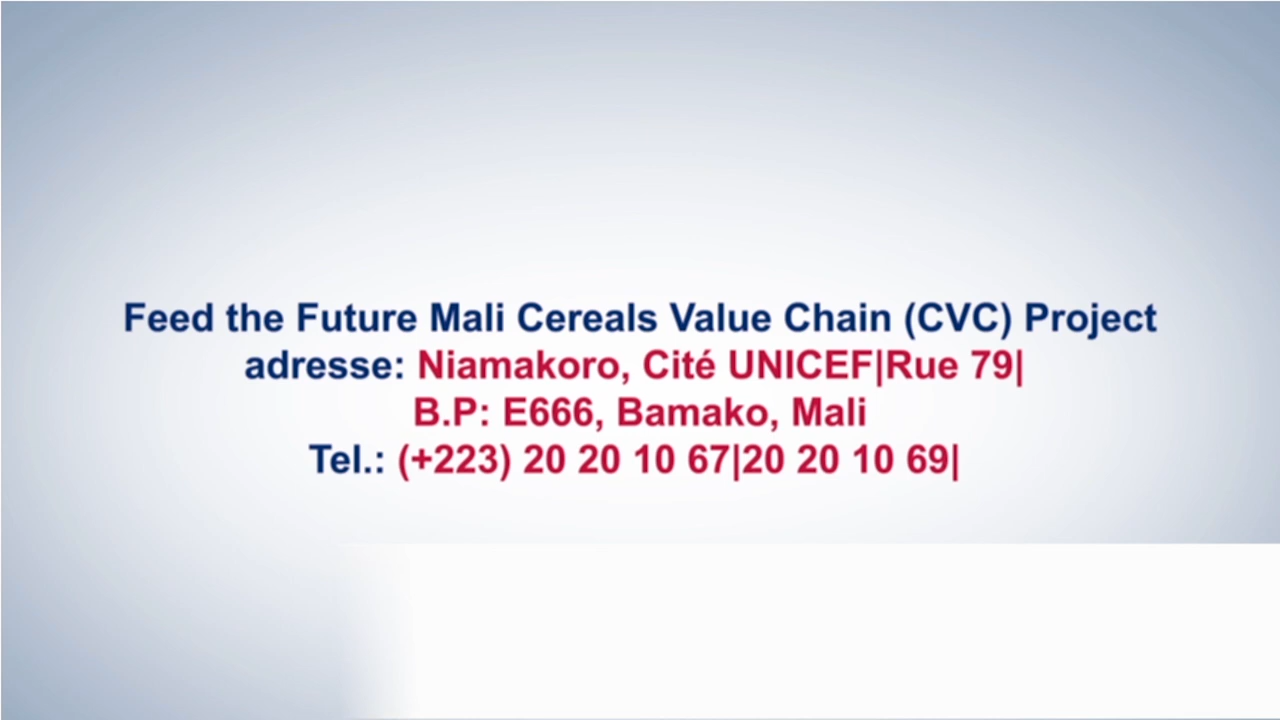 Feed the Future Mali Cereals Value Chain (CVC) Project
adresse: Niamakoro, Cité UNICEF|Rue 79|
B.P: E666, Bamako, Mali
Tel.: (+223) 20 20 10 67|20 20 10 69|